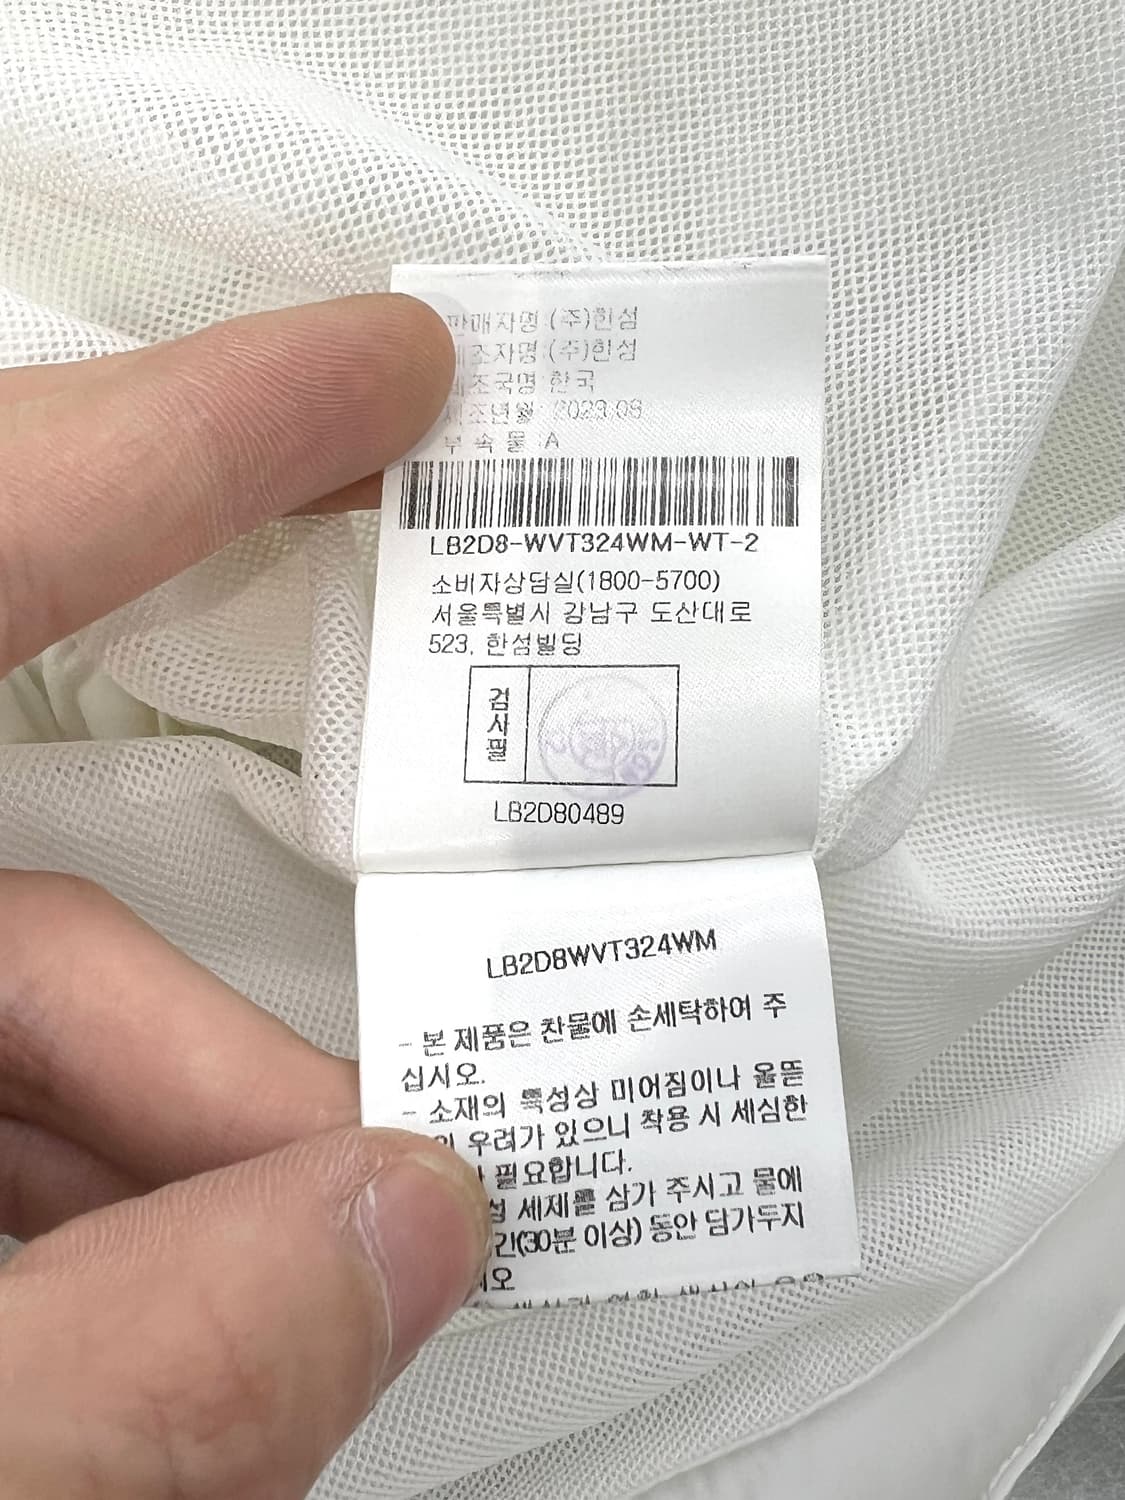 판매자명:(주)한섬
제조자명:(주)한섬
제조국명:한국
제조년월: 2023.08
부 속 물 :A
LB2D8-WVT324WM-WT-2
소비자상담실(1800-5700)
서울특별시 강남구 도산대로
523, 한섬빌딩
검사필
LB2D80489
LB2D8WVT324WM
- 본 제품은 찬물에 손세탁하여 주
십시오.
- 소재의 특성상 미어짐이나 올뜯
우려가 있으니 착용 시 세심한
필요합니다.
성 세제를 삼가 주시고 물에
간(30분 이상) 동안 담가두지
시오